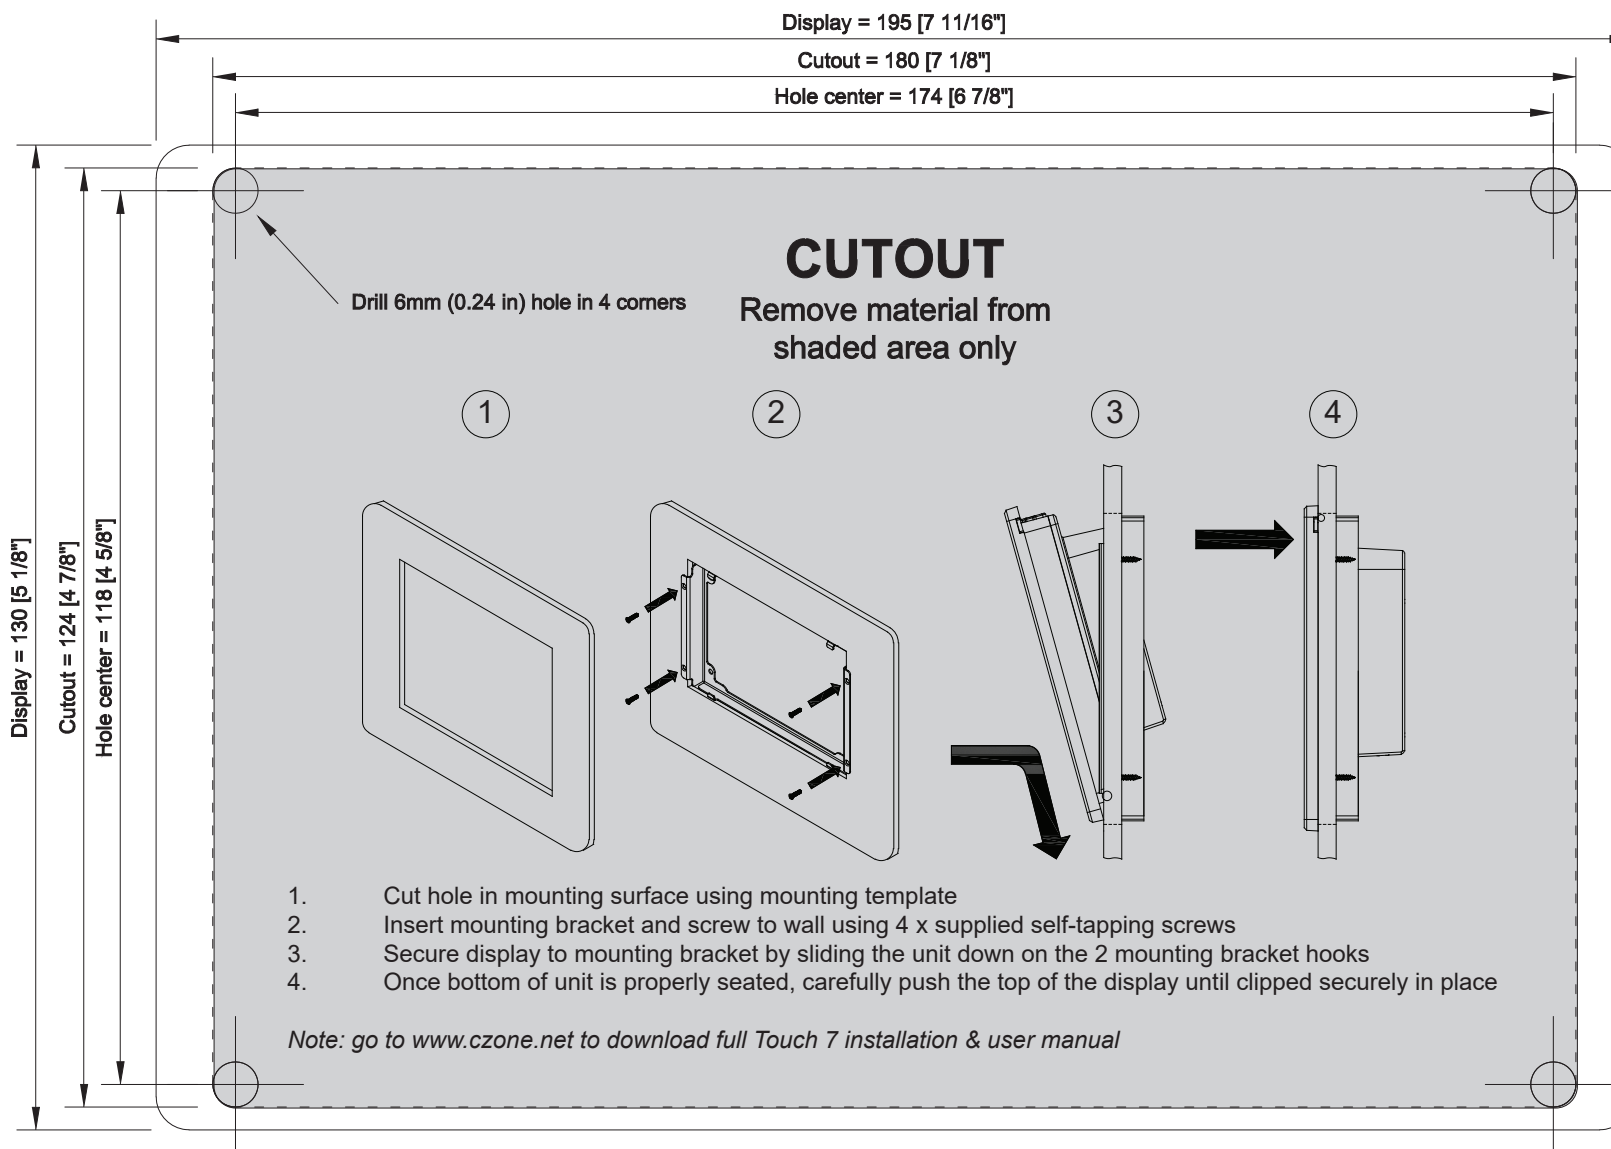 Display = 195 [7 11/16"]
Cutout = 180 [7 1/8"]
Hole center = 174 [6 7/8"]
Display = 130 [5 1/8"]
Cutout = 124 [4 7/8"]
Hole center = 118 [4 5/8"]
CUTOUT
Remove material from
shaded area only
Drill 6mm (0.24 in) hole in 4 corners
1
2
3
4
1. Cut hole in mounting surface using mounting template
2. Insert mounting bracket and screw to wall using 4 x supplied self-tapping screws
3. Secure display to mounting bracket by sliding the unit down on the 2 mounting bracket hooks
4. Once bottom of unit is properly seated, carefully push the top of the display until clipped securely in place
Note: go to www.czone.net to download full Touch 7 installation & user manual